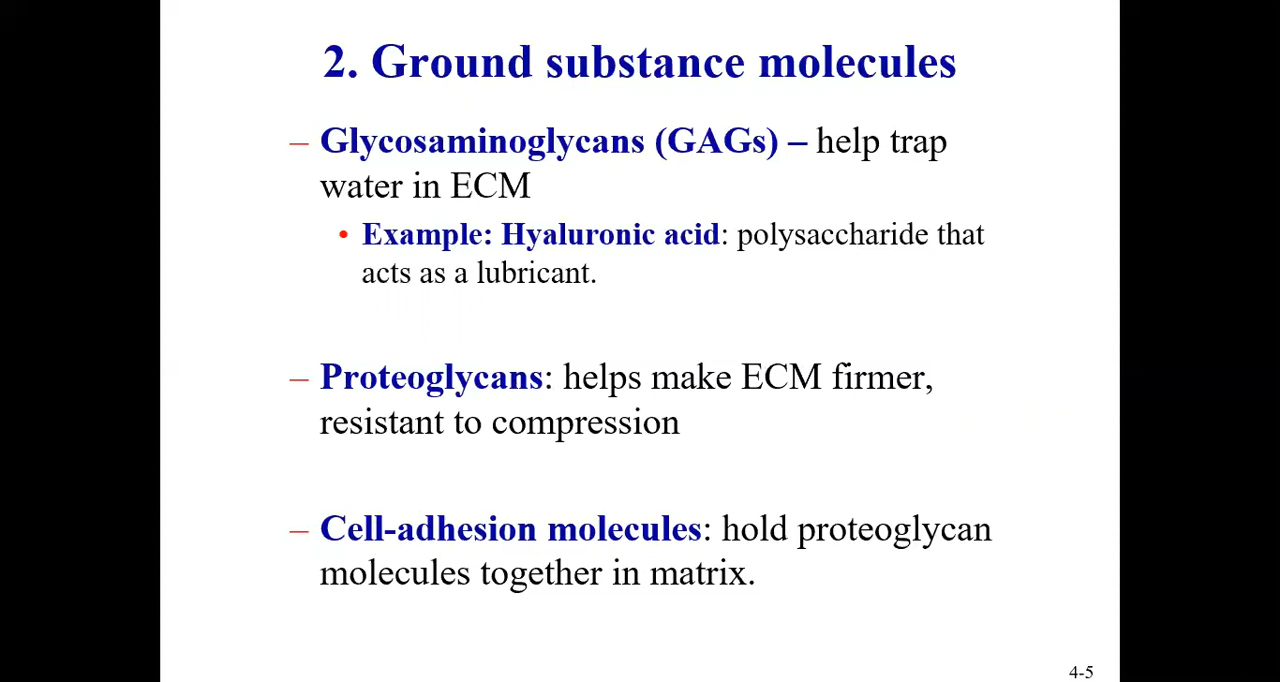 2. Ground substance molecules
– Glycosaminoglycans (GAGs) – help trap
water in ECM
• Example: Hyaluronic acid: polysaccharide that
acts as a lubricant.
– Proteoglycans: helps make ECM firmer,
resistant to compression
– Cell-adhesion molecules: hold proteoglycan
molecules together in matrix.
4-5